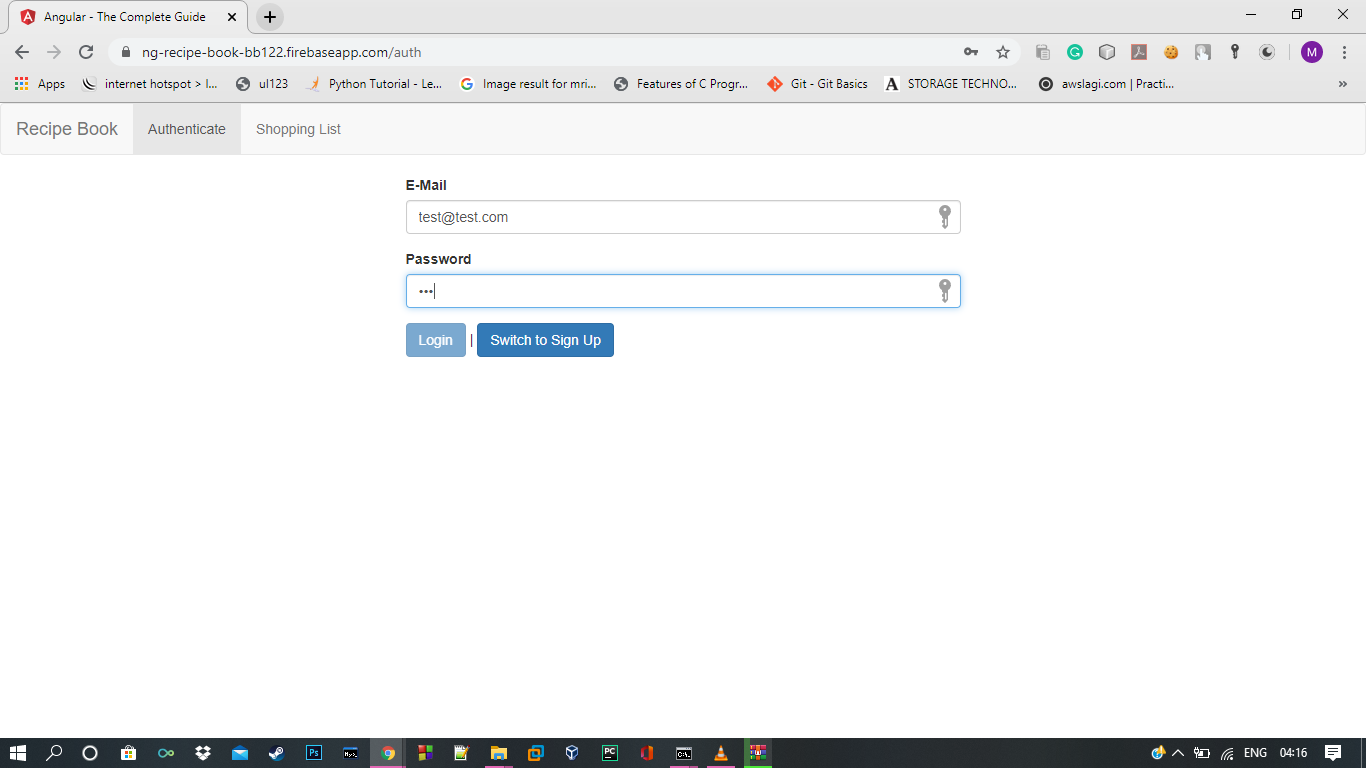 Angular - The Complete Guide
ng-recipe-book-bb122.firebaseapp.com/auth
M
Apps internet hotspot > l... ul123 Python Tutorial - Le... Image result for mri... Features of C Progr... Git - Git Basics STORAGE TECHNO... awslagi.com | Practi... »
Recipe Book Authenticate Shopping List
E-Mail
test@test.com
Password
•••
Login | Switch to Sign Up
Ps PC ENG 04:16